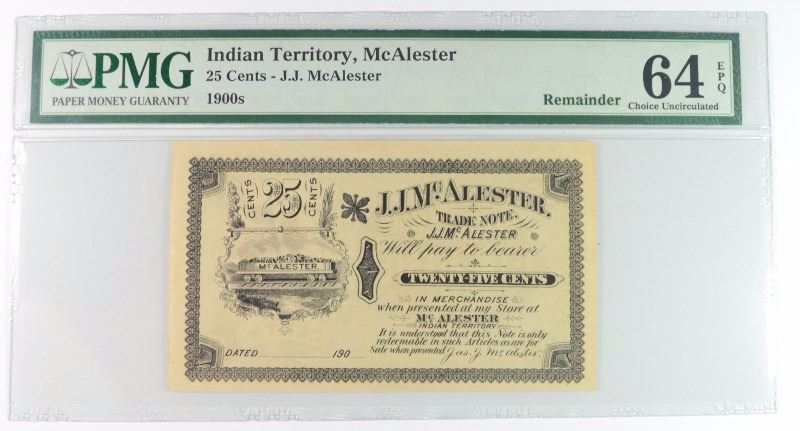 PMG
PAPER MONEY GUARANTY
Indian Territory, McAlester
25 Cents - J.J. McAlester
1900s
Remainder
64 EPQ
Choice Uncirculated
CENTS 25 CENTS
McALESTER
DATED 190
J.J. McALESTER.
TRADE NOTE.
J.J. McALESTER
Will pay to bearer
TWENTY-FIVE CENTS
IN MERCHANDISE
when presented at my Store at
McALESTER
INDIAN TERRITORY
It is understood that this Note is only
redeemable in such Articles as are for
Sale when presented Jas. J. McAlester.